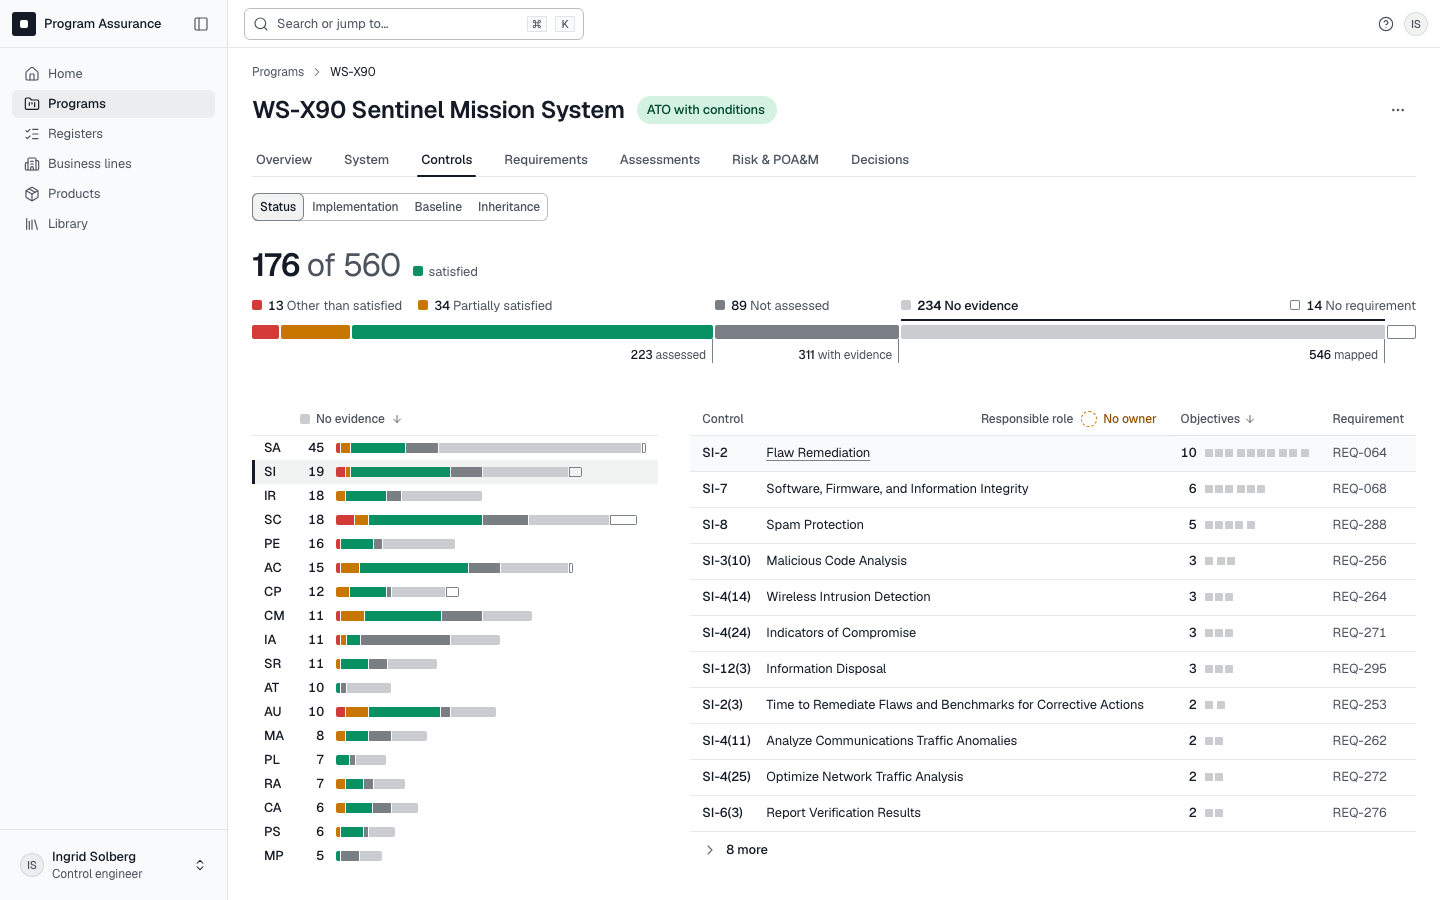 Program Assurance
Search or jump to...
⌘ K
IS
Home
Programs
Registers
Business lines
Products
Library
Programs > WS-X90
WS-X90 Sentinel Mission System
ATO with conditions
Overview System Controls Requirements Assessments Risk & POA&M Decisions
Status Implementation Baseline Inheritance
176 of 560 satisfied
13 Other than satisfied 34 Partially satisfied 89 Not assessed 234 No evidence 14 No requirement
223 assessed 311 with evidence 546 mapped
No evidence ↓
SA 45
SI 19
IR 18
SC 18
PE 16
AC 15
CP 12
CM 11
IA 11
SR 11
AT 10
AU 10
MA 8
PL 7
RA 7
CA 6
PS 6
MP 5
Control Responsible role No owner Objectives ↓ Requirement
SI-2 Flaw Remediation 10 REQ-064
SI-7 Software, Firmware, and Information Integrity 6 REQ-068
SI-8 Spam Protection 5 REQ-288
SI-3(10) Malicious Code Analysis 3 REQ-256
SI-4(14) Wireless Intrusion Detection 3 REQ-264
SI-4(24) Indicators of Compromise 3 REQ-271
SI-12(3) Information Disposal 3 REQ-295
SI-2(3) Time to Remediate Flaws and Benchmarks for Corrective Actions 2 REQ-253
SI-4(11) Analyze Communications Traffic Anomalies 2 REQ-262
SI-4(25) Optimize Network Traffic Analysis 2 REQ-272
SI-6(3) Report Verification Results 2 REQ-276
8 more
IS
Ingrid Solberg
Control engineer